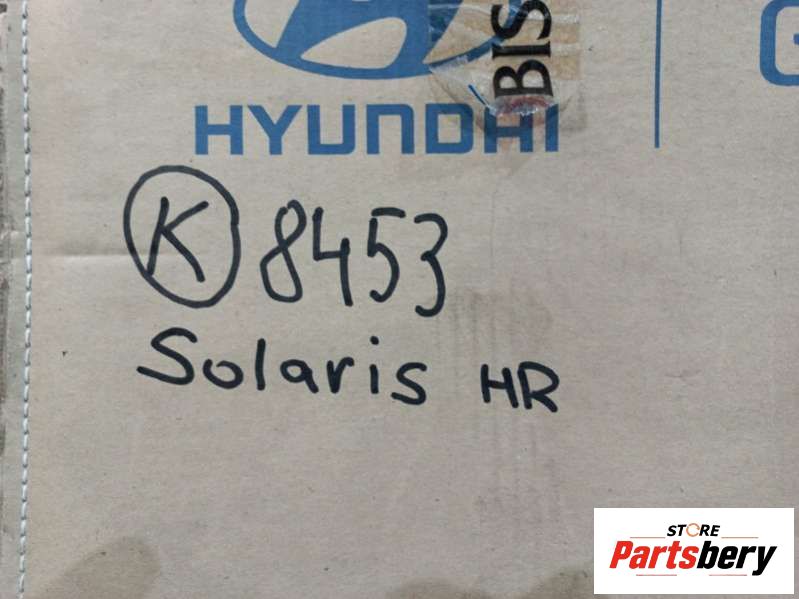 BIS
HYUNDAI
K 8453
Solaris HR
STORE
Partsbery